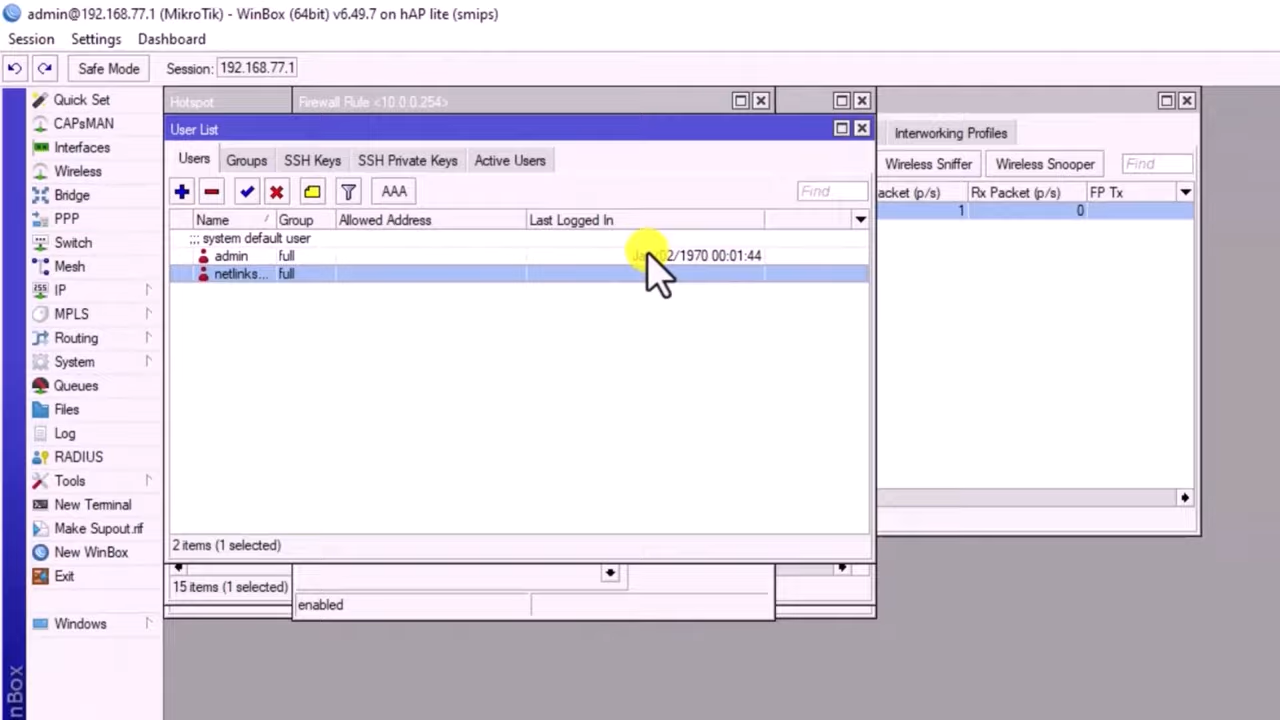 admin@192.168.77.1 (MikroTik) - WinBox (64bit) v6.49.7 on hAP lite (smips)
Session Settings Dashboard
Safe Mode Session: 192.168.77.1
Hotspot Firewall Rule <10.0.0.254>
User List
Users Groups SSH Keys SSH Private Keys Active Users
AAA Find
Name Group Allowed Address Last Logged In
;;; system default user
admin full 02/1970 00:01:44
netlinks... full
2 items (1 selected)
15 items (1 selected)
enabled
Interworking Profiles
Wireless Sniffer Wireless Snooper Find
acket (p/s) Rx Packet (p/s) FP Tx
1 0
Quick Set
CAPsMAN
Interfaces
Wireless
Bridge
PPP
Switch
Mesh
IP
MPLS
Routing
System
Queues
Files
Log
RADIUS
Tools
New Terminal
Make Supout.rif
New WinBox
Exit
Windows
nBox